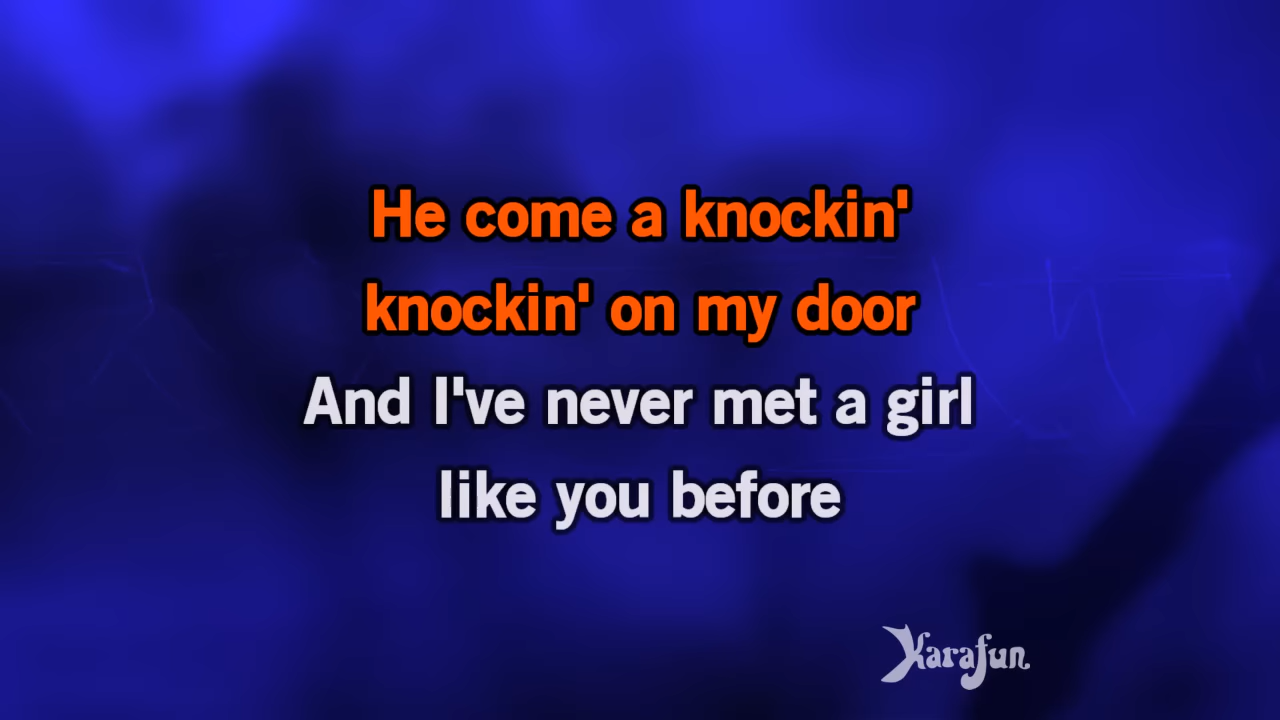 He come a knockin'
knockin' on my door
And I've never met a girl
like you before
Karafun